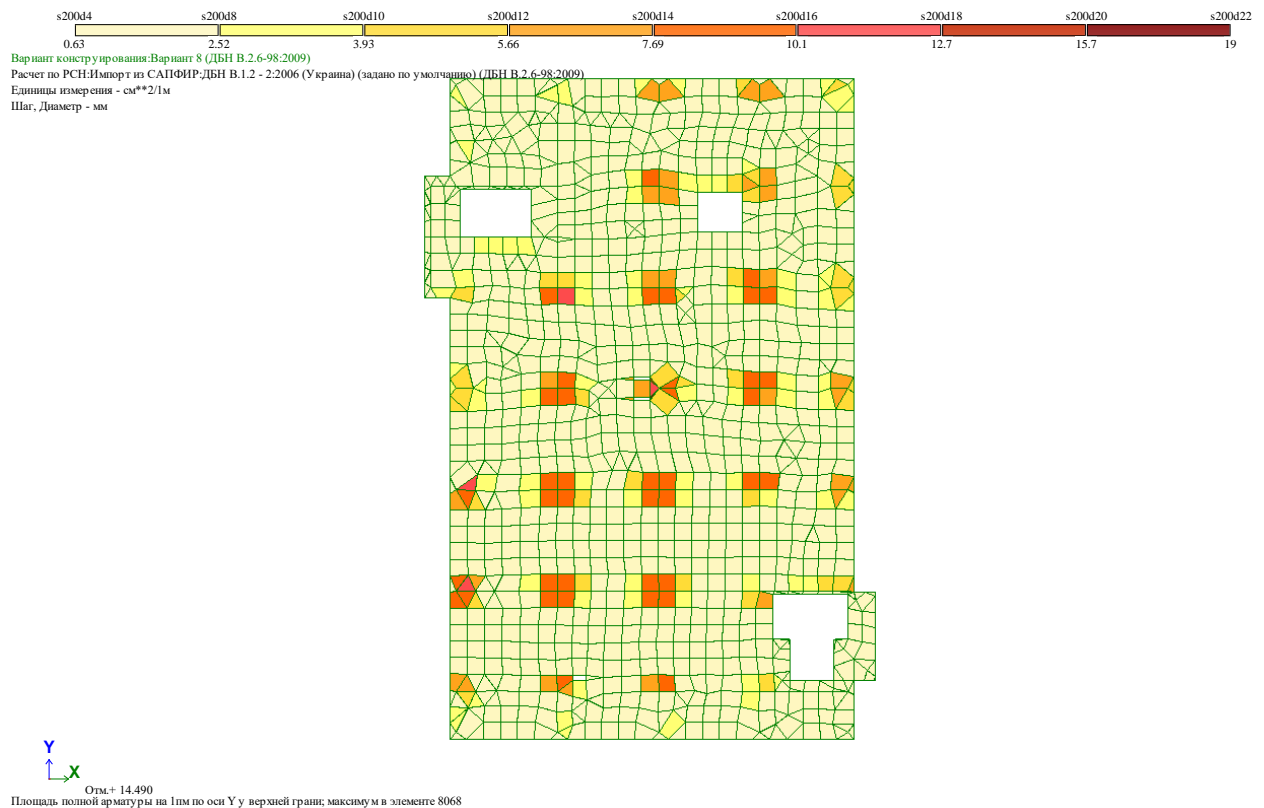 s200d4 s200d8 s200d10 s200d12 s200d14 s200d16 s200d18 s200d20 s200d22
0.63 2.52 3.93 5.66 7.69 10.1 12.7 15.7 19
Вариант конструирования:Вариант 8 (ДБН В.2.6-98:2009)
Расчет по РСН:Импорт из САПФИР:ДБН В.1.2 - 2:2006 (Украина) (задано по умолчанию) (ДБН В.2.6-98:2009)
Единицы измерения - см**2/1м
Шаг, Диаметр - мм
Y
X
Отм.+ 14.490
Площадь полной арматуры на 1пм по оси Y у верхней грани; максимум в элементе 8068